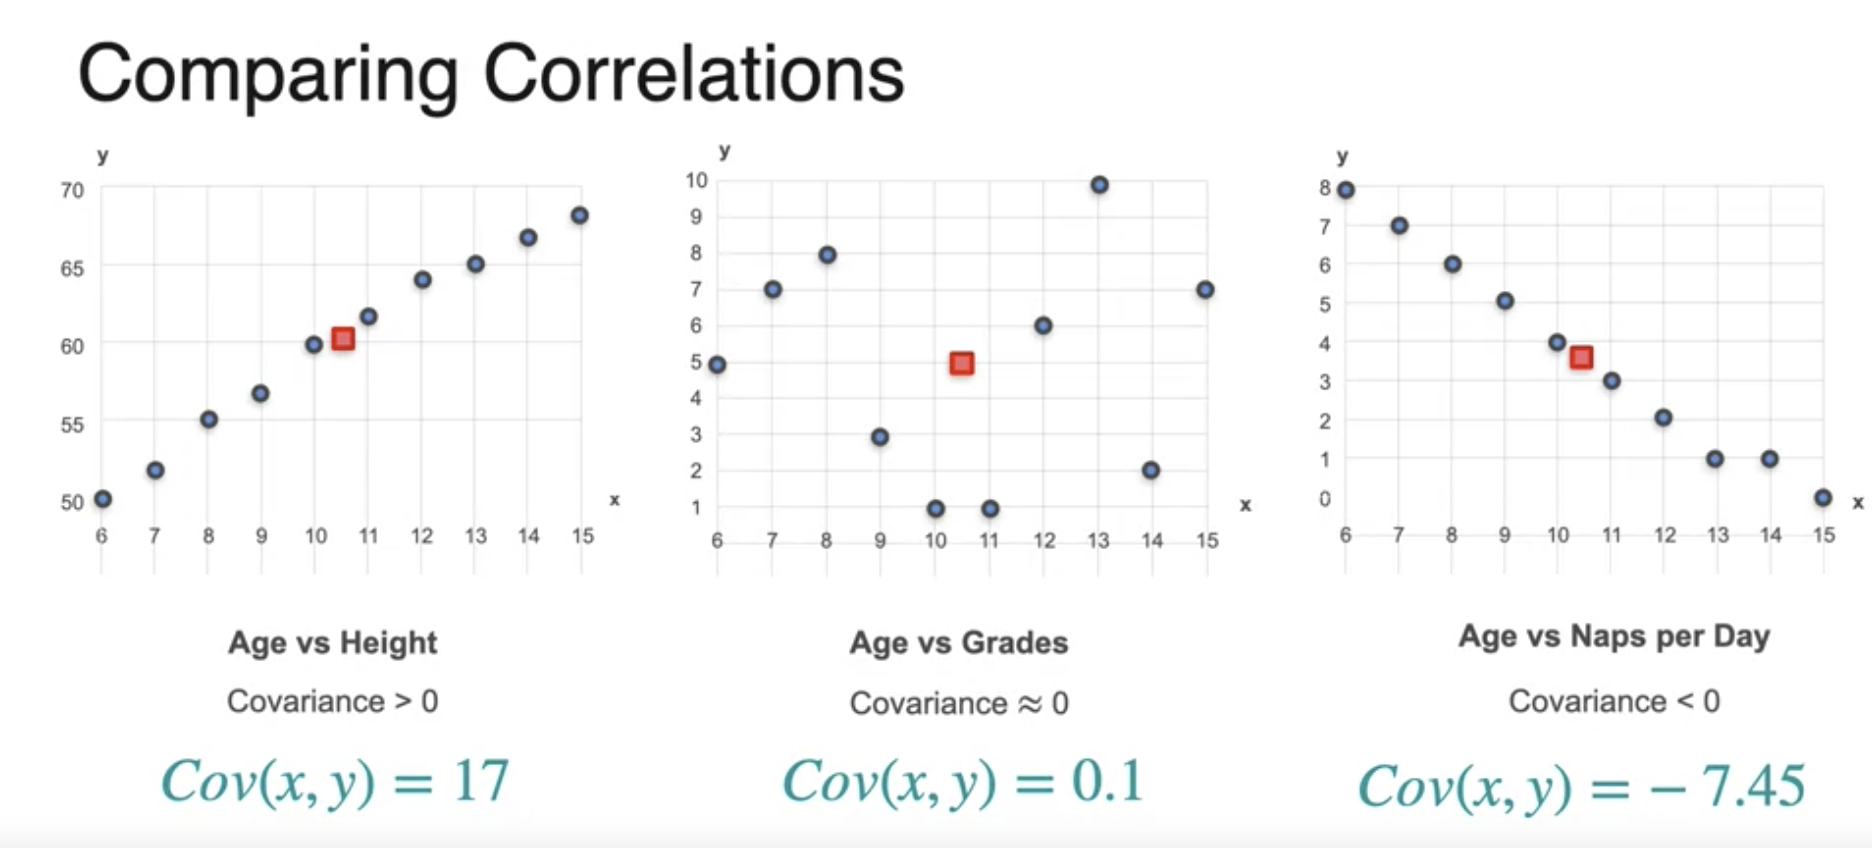 Comparing Correlations
y
70
65
60
55
50
x
6 7 8 9 10 11 12 13 14 15
Age vs Height
Covariance > 0
Cov(x, y) = 17
y
10
9
8
7
6
5
4
3
2
1
x
6 7 8 9 10 11 12 13 14 15
Age vs Grades
Covariance ≈ 0
Cov(x, y) = 0.1
y
8
7
6
5
4
3
2
1
0
x
6 7 8 9 10 11 12 13 14 15
Age vs Naps per Day
Covariance < 0
Cov(x, y) = − 7.45